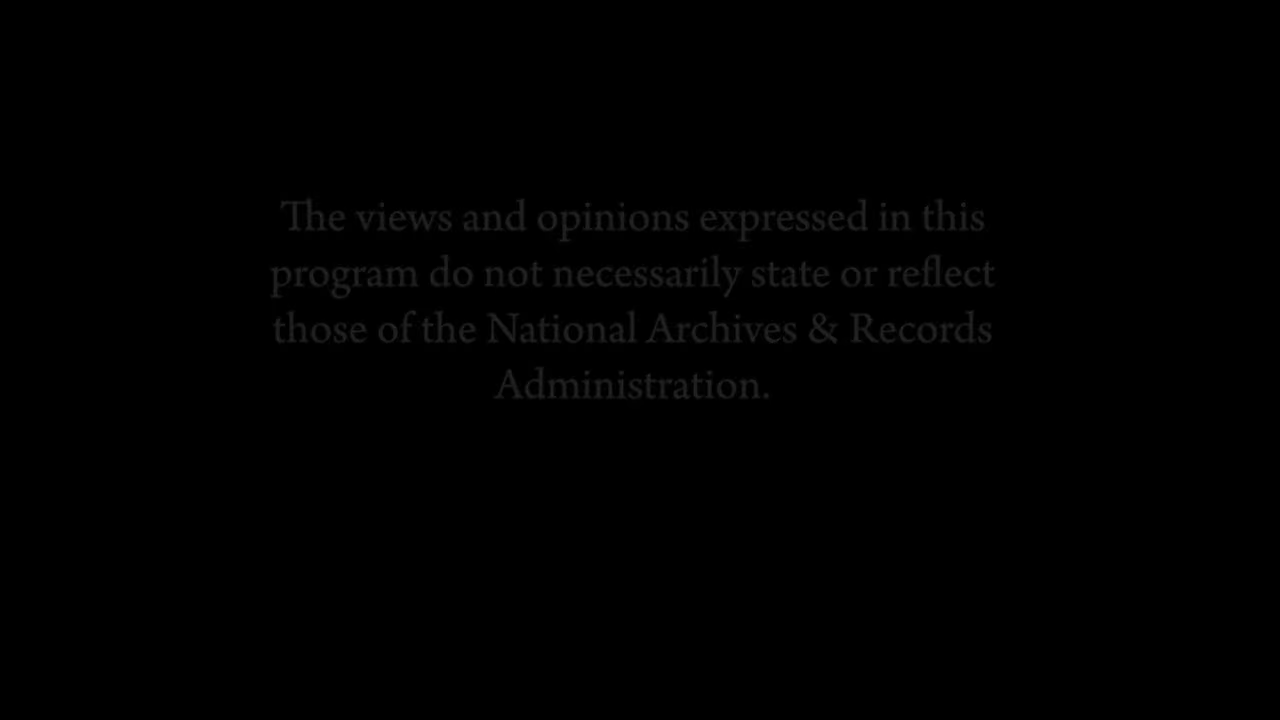 The views and opinions expressed in this
program do not necessarily state or reflect
those of the National Archives & Records
Administration.